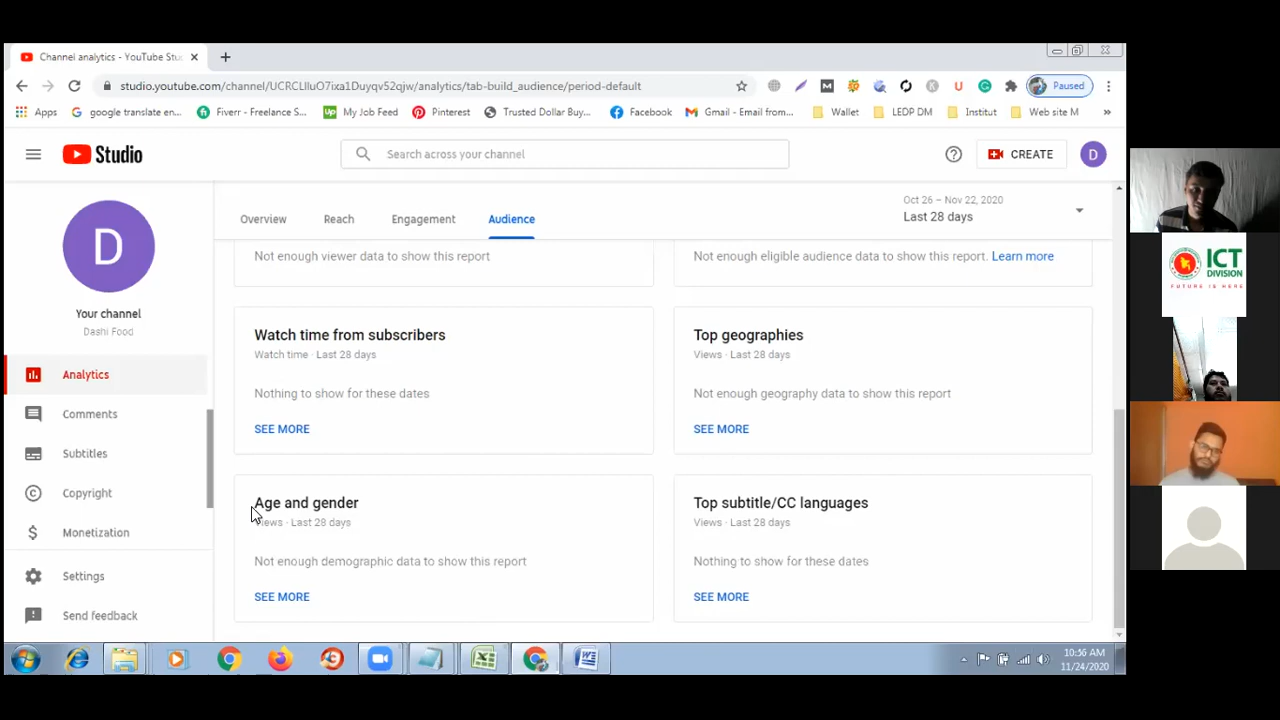 Channel analytics - YouTube Stu
studio.youtube.com/channel/UCRCLlluO7ixa1Duyqv52qjw/analytics/tab-build_audience/period-default
Paused
Apps
google translate en...
Fiverr - Freelance S...
My Job Feed
Pinterest
Trusted Dollar Buy...
Facebook
Gmail - Email from...
Wallet
LEDP DM
Institut
Web site M
Studio
Search across your channel
CREATE
D
D
Your channel
Dashi Food
Analytics
Comments
Subtitles
Copyright
Monetization
Settings
Send feedback
Overview
Reach
Engagement
Audience
Oct 26 – Nov 22, 2020
Last 28 days
Not enough viewer data to show this report
Not enough eligible audience data to show this report. Learn more
Watch time from subscribers
Watch time · Last 28 days
Nothing to show for these dates
SEE MORE
Top geographies
Views · Last 28 days
Not enough geography data to show this report
SEE MORE
Age and gender
Views · Last 28 days
Not enough demographic data to show this report
SEE MORE
Top subtitle/CC languages
Views · Last 28 days
Nothing to show for these dates
SEE MORE
10:56 AM
11/24/2020
ICT
DIVISION
FUTURE IS HERE